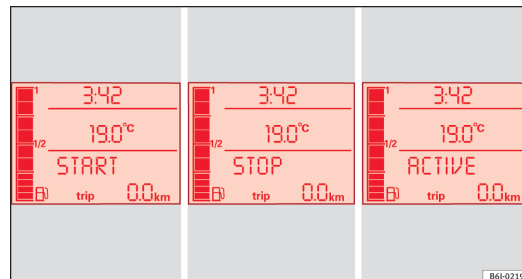 1
3:42
19.0°C
1/2
START
trip 0.0km
1
3:42
19.0°C
1/2
STOP
trip 0.0km
1
3:42
19.0°C
1/2
ACTIVE
trip 0.0km
B6I-0219